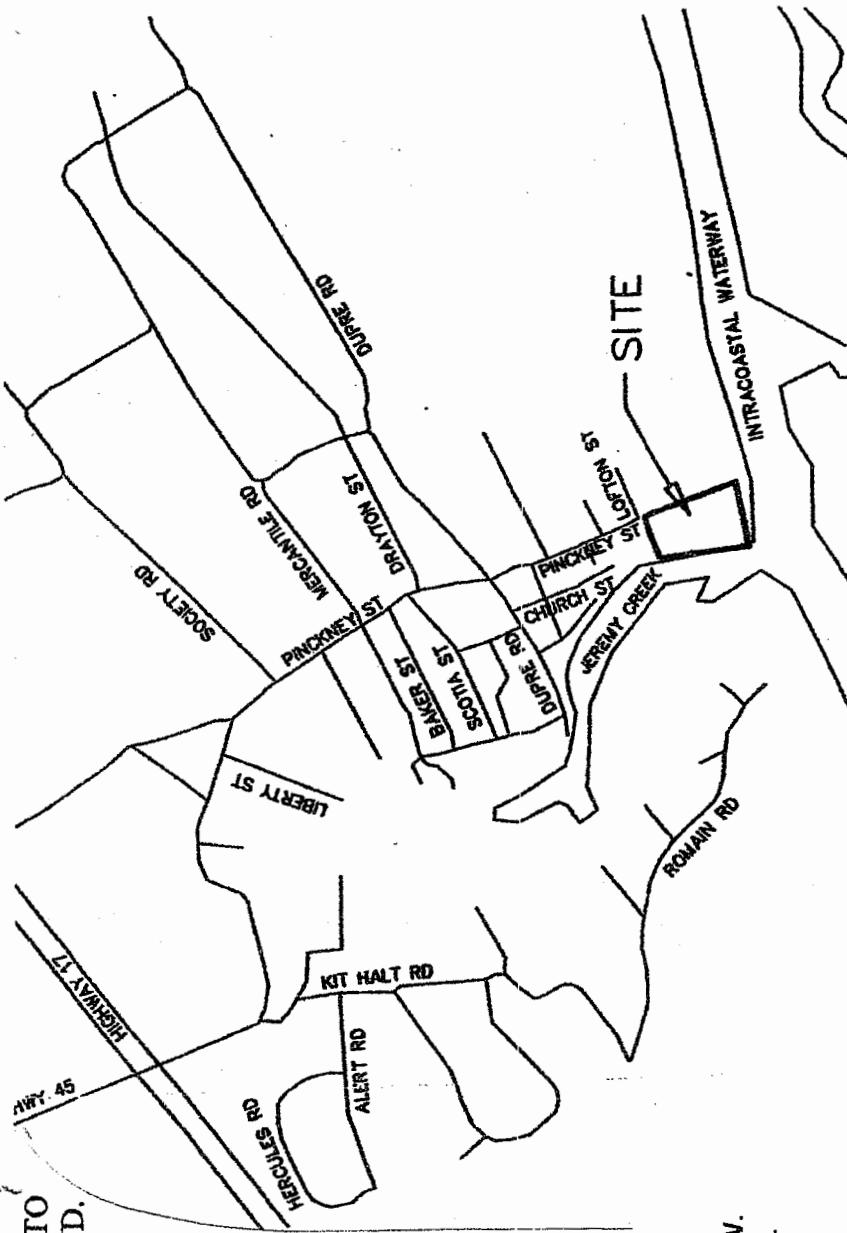 DUPRE RD
SITE
INTRACOASTAL WATERWAY
SOCIETY RD
MERCANTILE RD
DRAYTON ST
LOFTON ST
PINCKNEY ST
PINCKNEY ST
CHURCH ST
JEREMY CREEK
BAKER ST
SCOTIA ST
DUPRE RD
LIBERTY ST
ROMAIN RD
HIGHWAY 17
KIT HALT RD
HWY 45
ALERT RD
HERCULES RD
TO
D.
W.